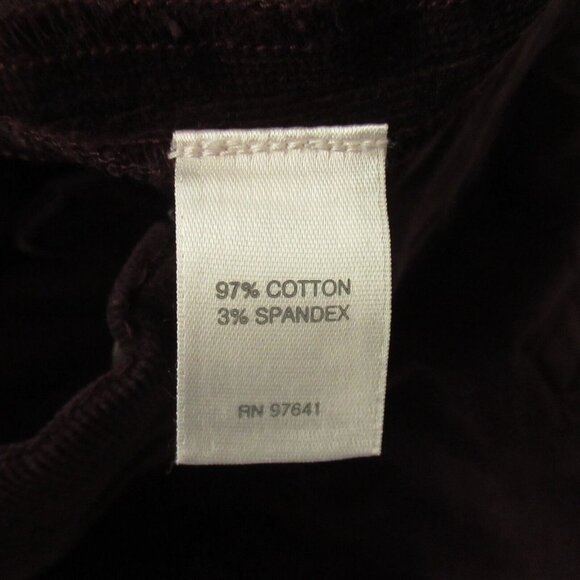 97% COTTON
3% SPANDEX
RN 97641